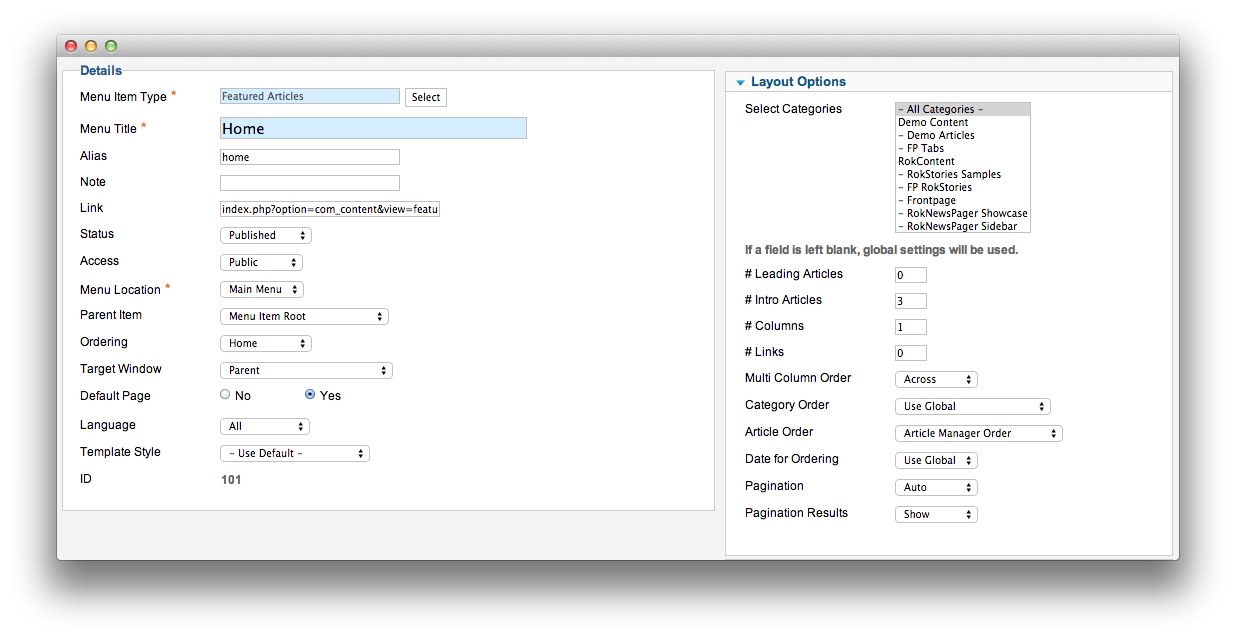 Details
Menu Item Type * Featured Articles Select
Menu Title * Home
Alias home
Note
Link index.php?option=com_content&view=featu
Status Published
Access Public
Menu Location * Main Menu
Parent Item Menu Item Root
Ordering Home
Target Window Parent
Default Page No Yes
Language All
Template Style - Use Default -
ID 101
Layout Options
Select Categories - All Categories -
Demo Content
- Demo Articles
- FP Tabs
RokContent
- RokStories Samples
- FP RokStories
- Frontpage
- RokNewsPager Showcase
- RokNewsPager Sidebar
If a field is left blank, global settings will be used.
# Leading Articles 0
# Intro Articles 3
# Columns 1
# Links 0
Multi Column Order Across
Category Order Use Global
Article Order Article Manager Order
Date for Ordering Use Global
Pagination Auto
Pagination Results Show